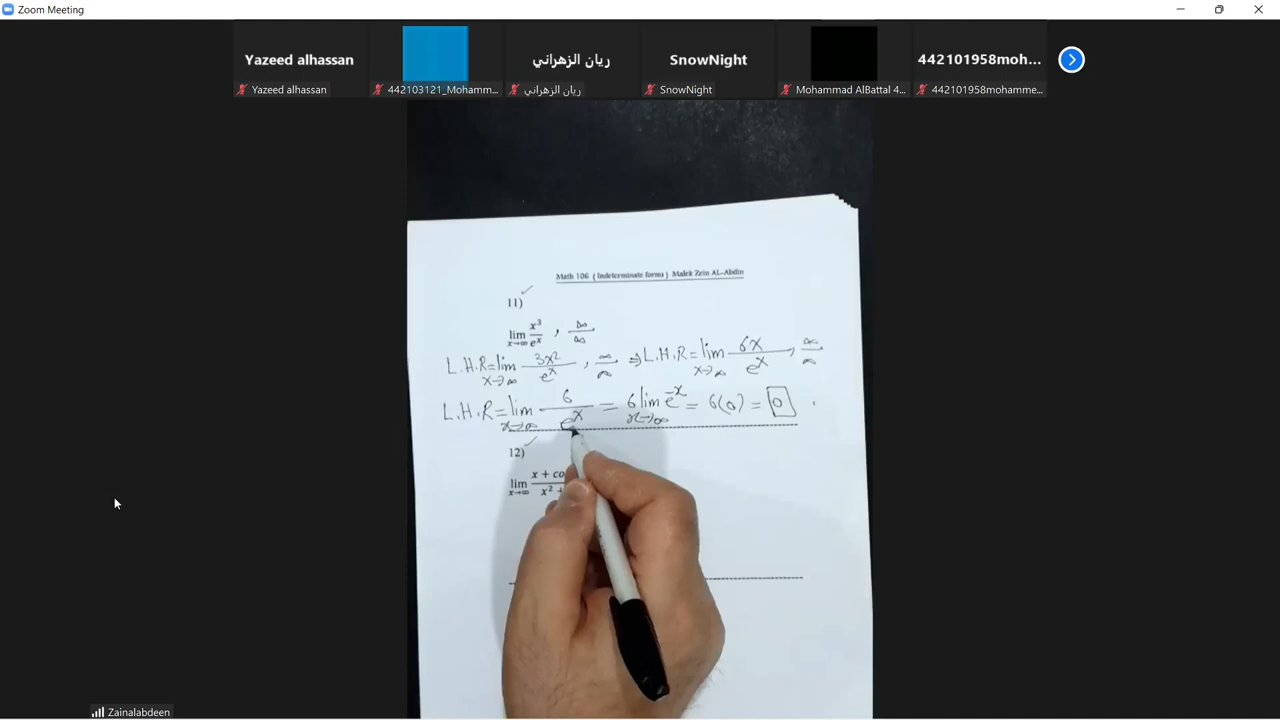 Zoom Meeting
Yazeed alhassan
ريان الزهراني
SnowNight
442101958moh...
Yazeed alhassan
442103121_Mohamm...
ريان الزهراني
SnowNight
Mohammad AlBattal 4...
442101958mohamme...
Math 106 ( Indeterminate forms ) Malek Zein AL-Abdin
11)
lim x→∞ x³/eˣ , ∞/∞
L.H.R = lim x→∞ 3x²/eˣ , ∞/∞ ⇒ L.H.R = lim x→∞ 6x/eˣ , ∞/∞
L.H.R = lim x→∞ 6/eˣ = 6 lim x→∞ e⁻ˣ = 6(0) = 0
12)
lim x→∞ x + co / x² +
Zainalabdeen